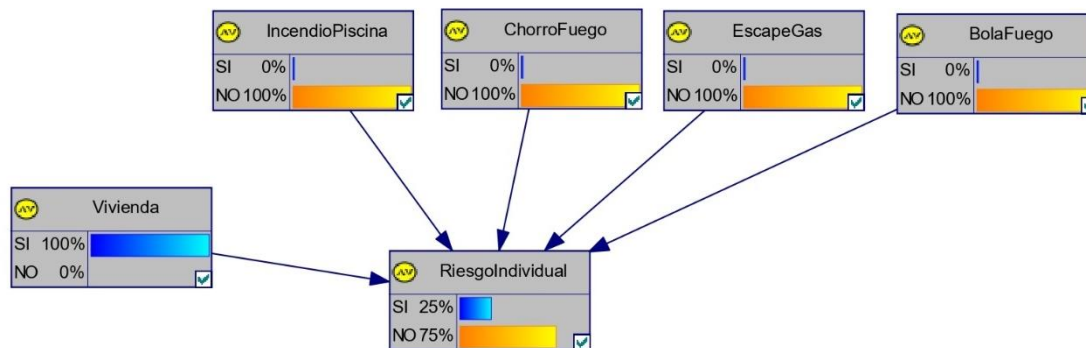 IncendioPiscina
SI 0%
NO 100%
ChorroFuego
SI 0%
NO 100%
EscapeGas
SI 0%
NO 100%
BolaFuego
SI 0%
NO 100%
Vivienda
SI 100%
NO 0%
RiesgoIndividual
SI 25%
NO 75%